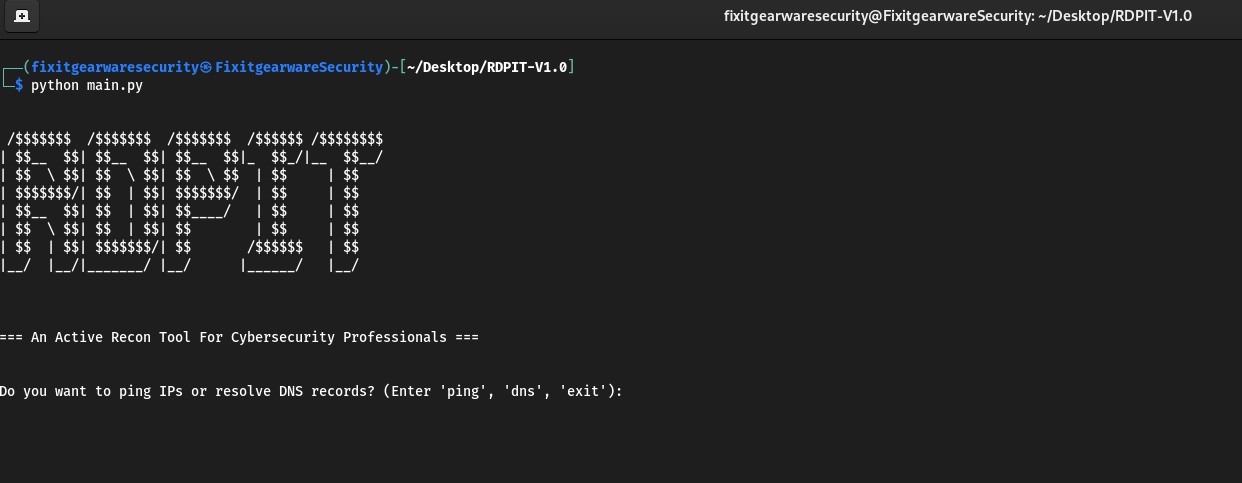 fixitgearwaresecurity@FixitgearwareSecurity: ~/Desktop/RDPIT-V1.0
┌──(fixitgearwaresecurity㉿FixitgearwareSecurity)-[~/Desktop/RDPIT-V1.0]
└─$ python main.py
 /$$$$$$$  /$$$$$$$  /$$$$$$$  /$$$$$$ /$$$$$$$$
| $$__  $$| $$__  $$| $$__  $$|_  $$_/|__  $$__/
| $$  \ $$| $$  \ $$| $$  \ $$  | $$     | $$
| $$$$$$$/| $$  | $$| $$$$$$$/  | $$     | $$
| $$__  $$| $$  | $$| $$____/   | $$     | $$
| $$  \ $$| $$  | $$| $$        | $$     | $$
| $$  | $$| $$$$$$$/| $$       /$$$$$$   | $$
|__/  |__/|_______/ |__/      |______/   |__/
=== An Active Recon Tool For Cybersecurity Professionals ===
Do you want to ping IPs or resolve DNS records? (Enter 'ping', 'dns', 'exit'):